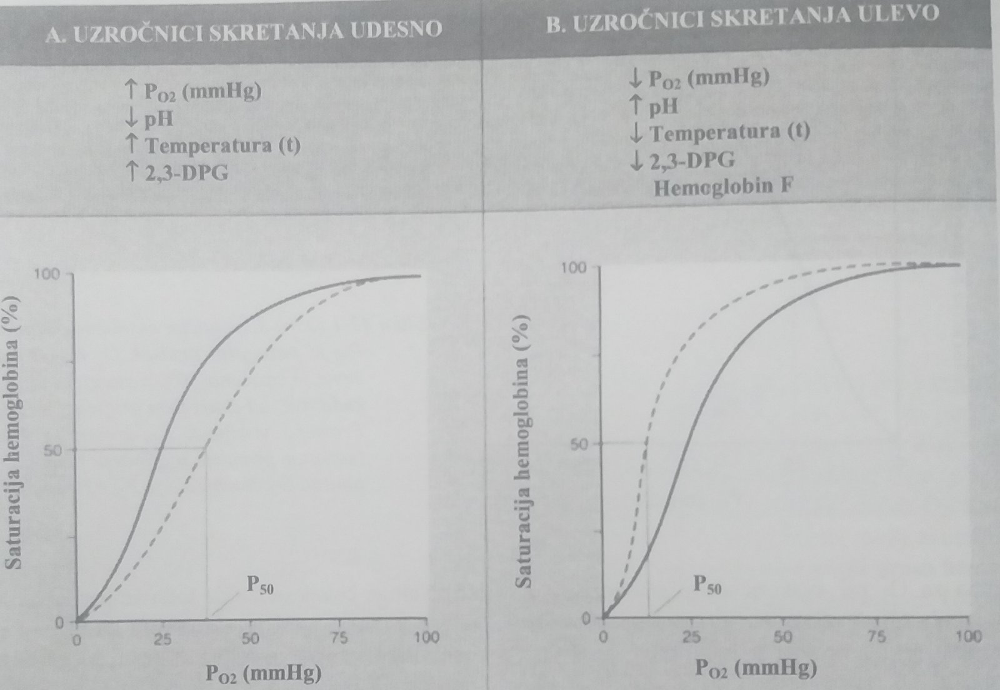 A. UZROČNICI SKRETANJA UDESNO
↑ PO2 (mmHg)
↓ pH
↑ Temperatura (t)
↑ 2,3-DPG
B. UZROČNICI SKRETANJA ULEVO
↓ PO2 (mmHg)
↑ pH
↓ Temperatura (t)
↓ 2,3-DPG
Hemoglobin F
Saturacija hemoglobina (%)
100
50
0
P50
0 25 50 75 100
PO2 (mmHg)
Saturacija hemoglobina (%)
100
50
0
P50
0 25 50 75 100
PO2 (mmHg)